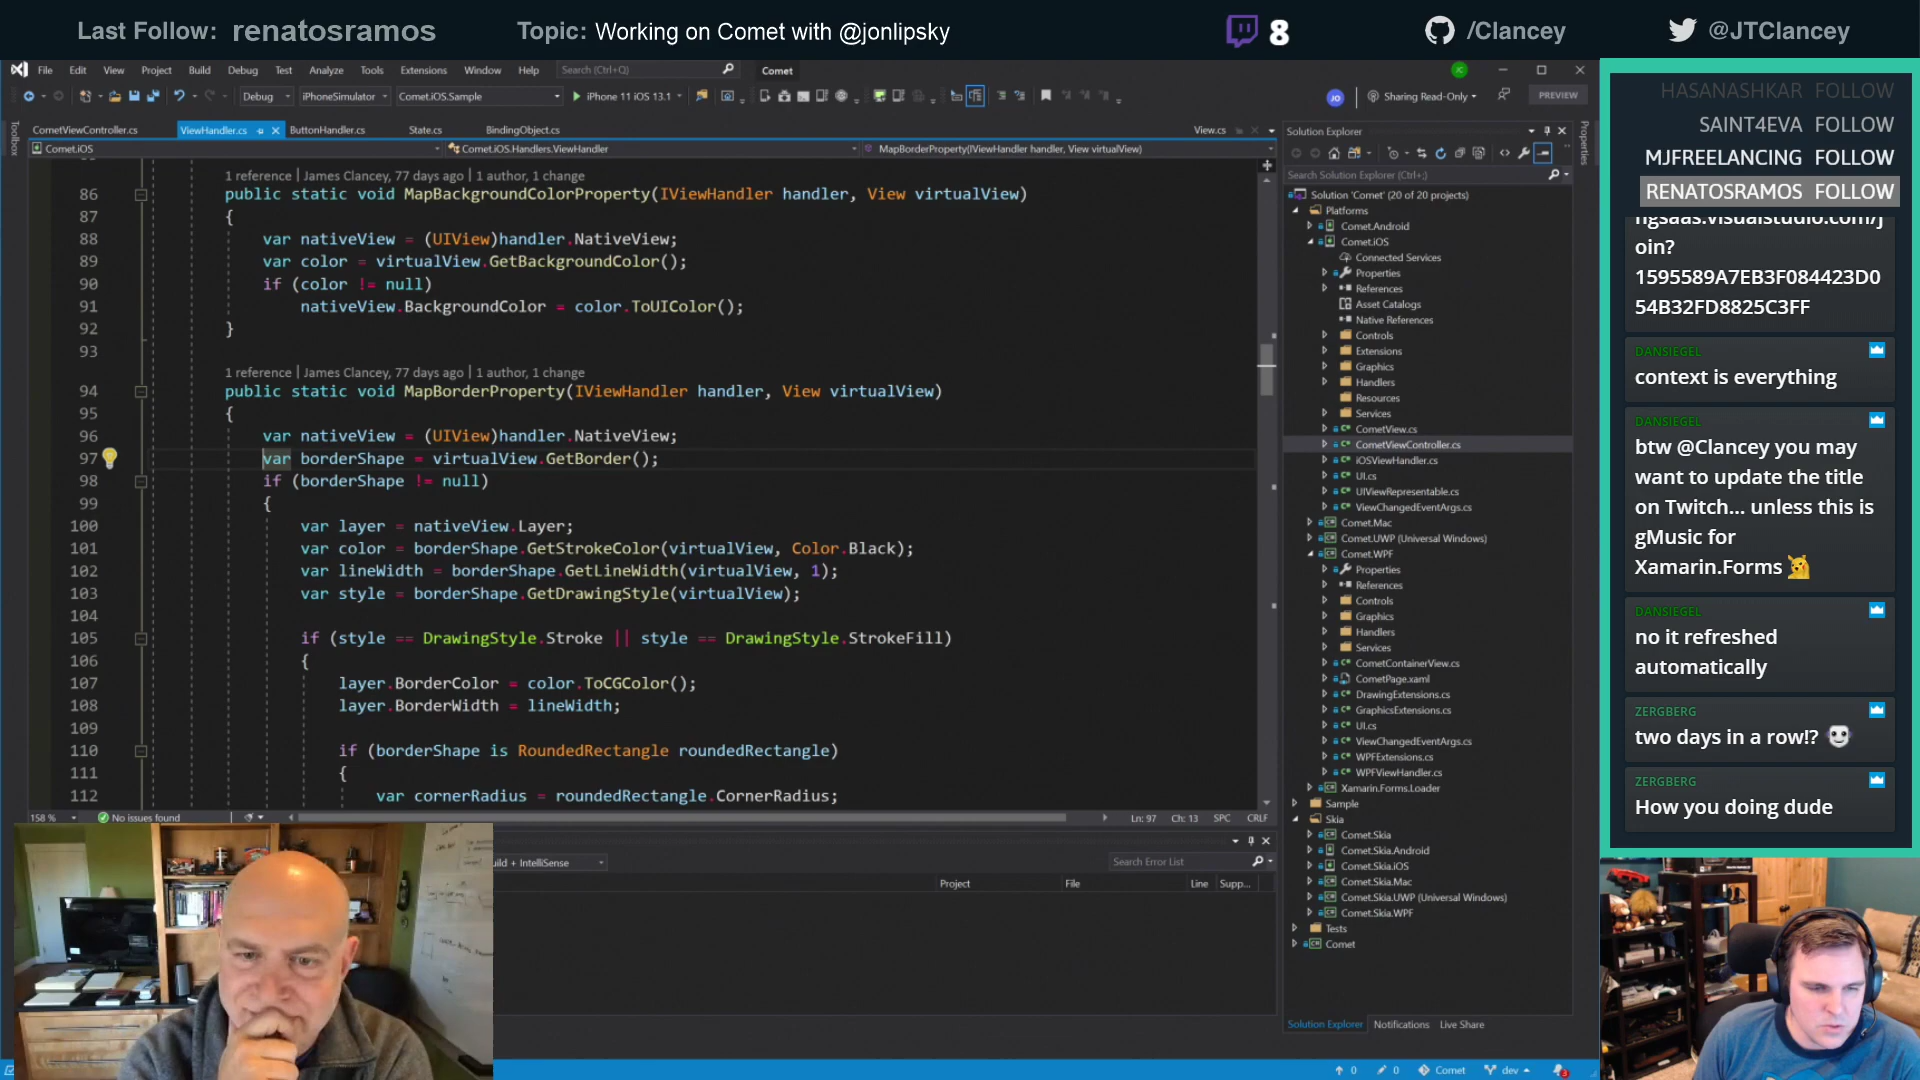 Last Follow: renatosramos
Topic: Working on Comet with @jonlipsky
8
/Clancey
@JTClancey
File Edit View Project Build Debug Test Analyze Tools Extensions Window Help Search (Ctrl+Q) Comet
Debug iPhoneSimulator Comet.iOS.Sample iPhone 11 iOS 13.1 JO Sharing Read-Only PREVIEW
Toolbox
CometViewController.cs ViewHandler.cs ButtonHandler.cs State.cs BindingObject.cs View.cs
Comet.iOS Comet.iOS.Handlers.ViewHandler MapBorderProperty(IViewHandler handler, View virtualView)
1 reference | James Clancey, 77 days ago | 1 author, 1 change
86 public static void MapBackgroundColorProperty(IViewHandler handler, View virtualView)
87 {
88 var nativeView = (UIView)handler.NativeView;
89 var color = virtualView.GetBackgroundColor();
90 if (color != null)
91 nativeView.BackgroundColor = color.ToUIColor();
92 }
93
1 reference | James Clancey, 77 days ago | 1 author, 1 change
94 public static void MapBorderProperty(IViewHandler handler, View virtualView)
95 {
96 var nativeView = (UIView)handler.NativeView;
97 var borderShape = virtualView.GetBorder();
98 if (borderShape != null)
99 {
100 var layer = nativeView.Layer;
101 var color = borderShape.GetStrokeColor(virtualView, Color.Black);
102 var lineWidth = borderShape.GetLineWidth(virtualView, 1);
103 var style = borderShape.GetDrawingStyle(virtualView);
104
105 if (style == DrawingStyle.Stroke || style == DrawingStyle.StrokeFill)
106 {
107 layer.BorderColor = color.ToCGColor();
108 layer.BorderWidth = lineWidth;
109
110 if (borderShape is RoundedRectangle roundedRectangle)
111 {
112 var cornerRadius = roundedRectangle.CornerRadius;
158 % No issues found Ln: 97 Ch: 13 SPC CRLF
uild + IntelliSense Search Error List
Project File Line Supp...
Solution Explorer
Properties
Search Solution Explorer (Ctrl+;)
Solution 'Comet' (20 of 20 projects)
Platforms
Comet.Android
Comet.iOS
Connected Services
Properties
References
Asset Catalogs
Native References
Controls
Extensions
Graphics
Handlers
Resources
Services
CometView.cs
CometViewController.cs
iOSViewHandler.cs
UI.cs
UIViewRepresentable.cs
ViewChangedEventArgs.cs
Comet.Mac
Comet.UWP (Universal Windows)
Comet.WPF
Properties
References
Controls
Graphics
Handlers
Services
CometContainerView.cs
CometPage.xaml
DrawingExtensions.cs
GraphicsExtensions.cs
UI.cs
ViewChangedEventArgs.cs
WPFExtensions.cs
WPFViewHandler.cs
Xamarin.Forms.Loader
Sample
Skia
Comet.Skia
Comet.Skia.Android
Comet.Skia.iOS
Comet.Skia.Mac
Comet.Skia.UWP (Universal Windows)
Comet.Skia.WPF
Tests
Comet
Solution Explorer Notifications Live Share
0 0 Comet dev 3
HASANASHKAR FOLLOW
SAINT4EVA FOLLOW
MJFREELANCING FOLLOW
RENATOSRAMOS FOLLOW
ngsaas.visualstudio.com/j
oin?
1595589A7EB3F084423D0
54B32FD8825C3FF
DANSIEGEL
context is everything
DANSIEGEL
btw @Clancey you may
want to update the title
on Twitch... unless this is
gMusic for
Xamarin.Forms
DANSIEGEL
no it refreshed
automatically
ZERGBERG
two days in a row!?
ZERGBERG
How you doing dude